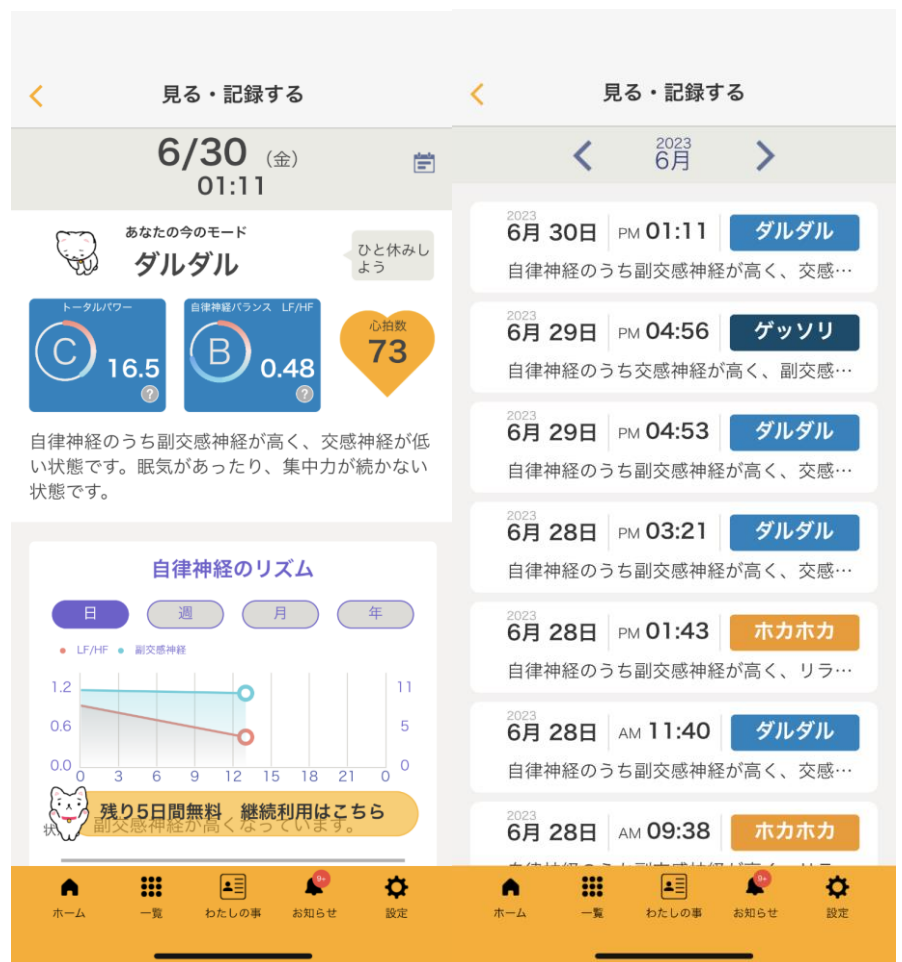 見る・記録する
6/30 (金)
01:11
あなたの今のモード
ダルダル
ひと休みし
よう
トータルパワー
C 16.5
?
自律神経バランス LF/HF
B 0.48
?
心拍数
73
自律神経のうち副交感神経が高く、交感神経が低
い状態です。眠気があったり、集中力が続かない
状態です。
自律神経のリズム
日 週 月 年
LF/HF 副交感神経
1.2 11
0.6 5
0.0 0
0 3 6 9 12 15 18 21 0
残り5日間無料 継続利用はこちら
状
副交感神経が高くなっています。
ホーム 一覧 わたしの事 お知らせ 設定
9+
見る・記録する
2023
6月
2023
6月 30日 PM 01:11 ダルダル
自律神経のうち副交感神経が高く、交感…
2023
6月 29日 PM 04:56 ゲッソリ
自律神経のうち交感神経が高く、副交感…
2023
6月 29日 PM 04:53 ダルダル
自律神経のうち副交感神経が高く、交感…
2023
6月 28日 PM 03:21 ダルダル
自律神経のうち副交感神経が高く、交感…
2023
6月 28日 PM 01:43 ホカホカ
自律神経のうち副交感神経が高く、リラ…
2023
6月 28日 AM 11:40 ダルダル
自律神経のうち副交感神経が高く、交感…
2023
6月 28日 AM 09:38 ホカホカ
ホーム 一覧 わたしの事 お知らせ 設定
9+